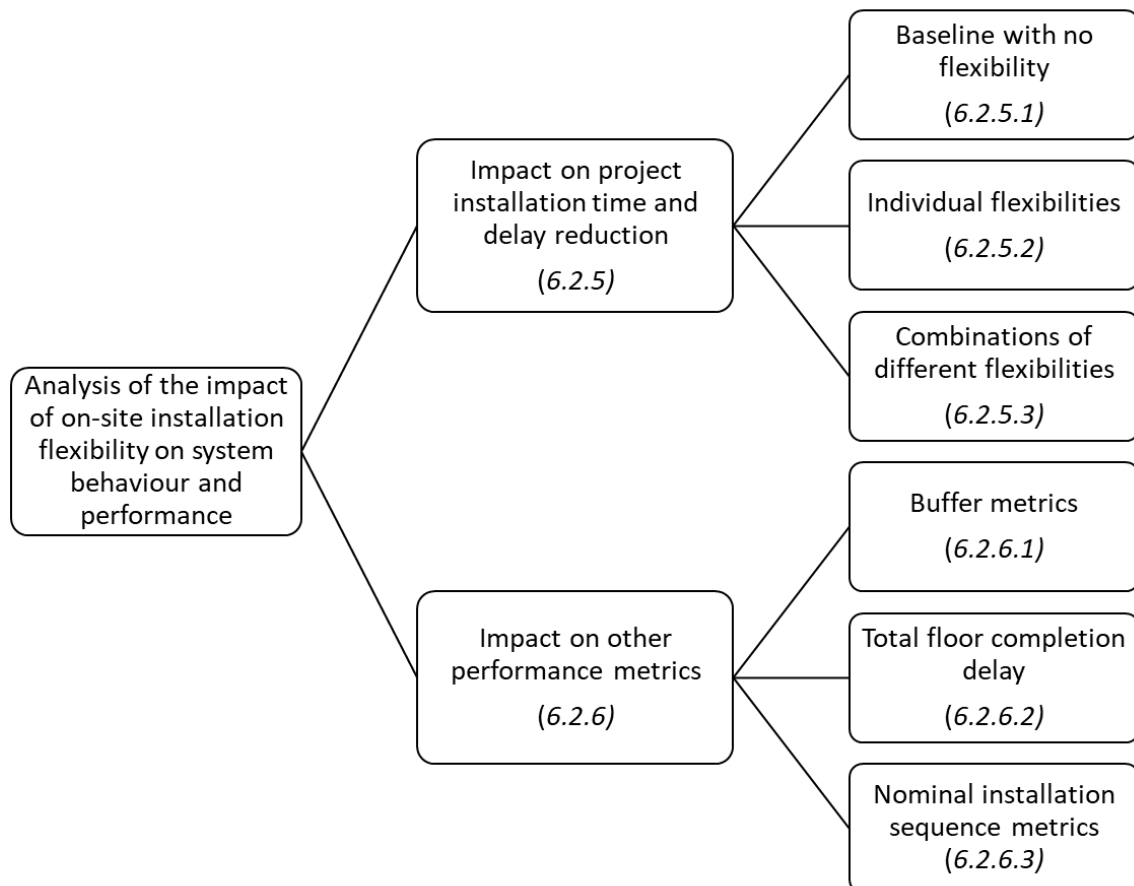 Analysis of the impact
of on-site installation
flexibility on system
behaviour and
performance
Impact on project
installation time and
delay reduction
(6.2.5)
Baseline with no
flexibility
(6.2.5.1)
Individual flexibilities
(6.2.5.2)
Combinations of
different flexibilities
(6.2.5.3)
Impact on other
performance metrics
(6.2.6)
Buffer metrics
(6.2.6.1)
Total floor completion
delay
(6.2.6.2)
Nominal installation
sequence metrics
(6.2.6.3)